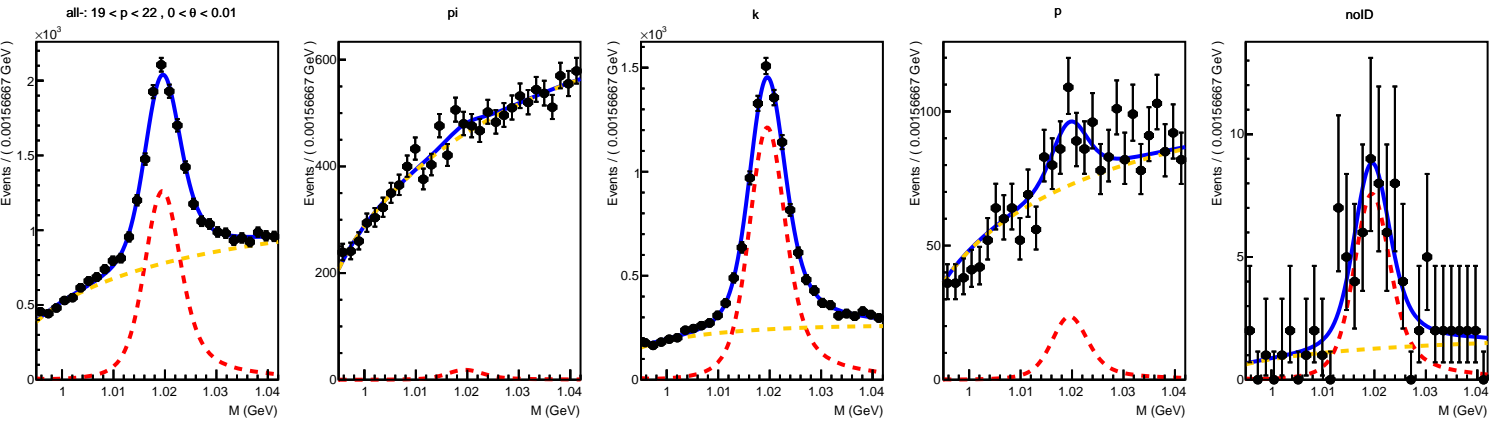 all-: 19 < p < 22 , 0 < θ < 0.01
×10³
Events / ( 0.00156667 GeV )
2
1.5
1
0.5
0
1 1.01 1.02 1.03 1.04
M (GeV)
pi
Events / ( 0.00156667 GeV )
600
400
200
0
1 1.01 1.02 1.03 1.04
M (GeV)
k
×10³
Events / ( 0.00156667 GeV )
1.5
1
0.5
0
1 1.01 1.02 1.03 1.04
M (GeV)
p
Events / ( 0.00156667 GeV )
100
50
0
1 1.01 1.02 1.03 1.04
M (GeV)
noID
Events / ( 0.00156667 GeV )
10
5
0
1 1.01 1.02 1.03 1.04
M (GeV)